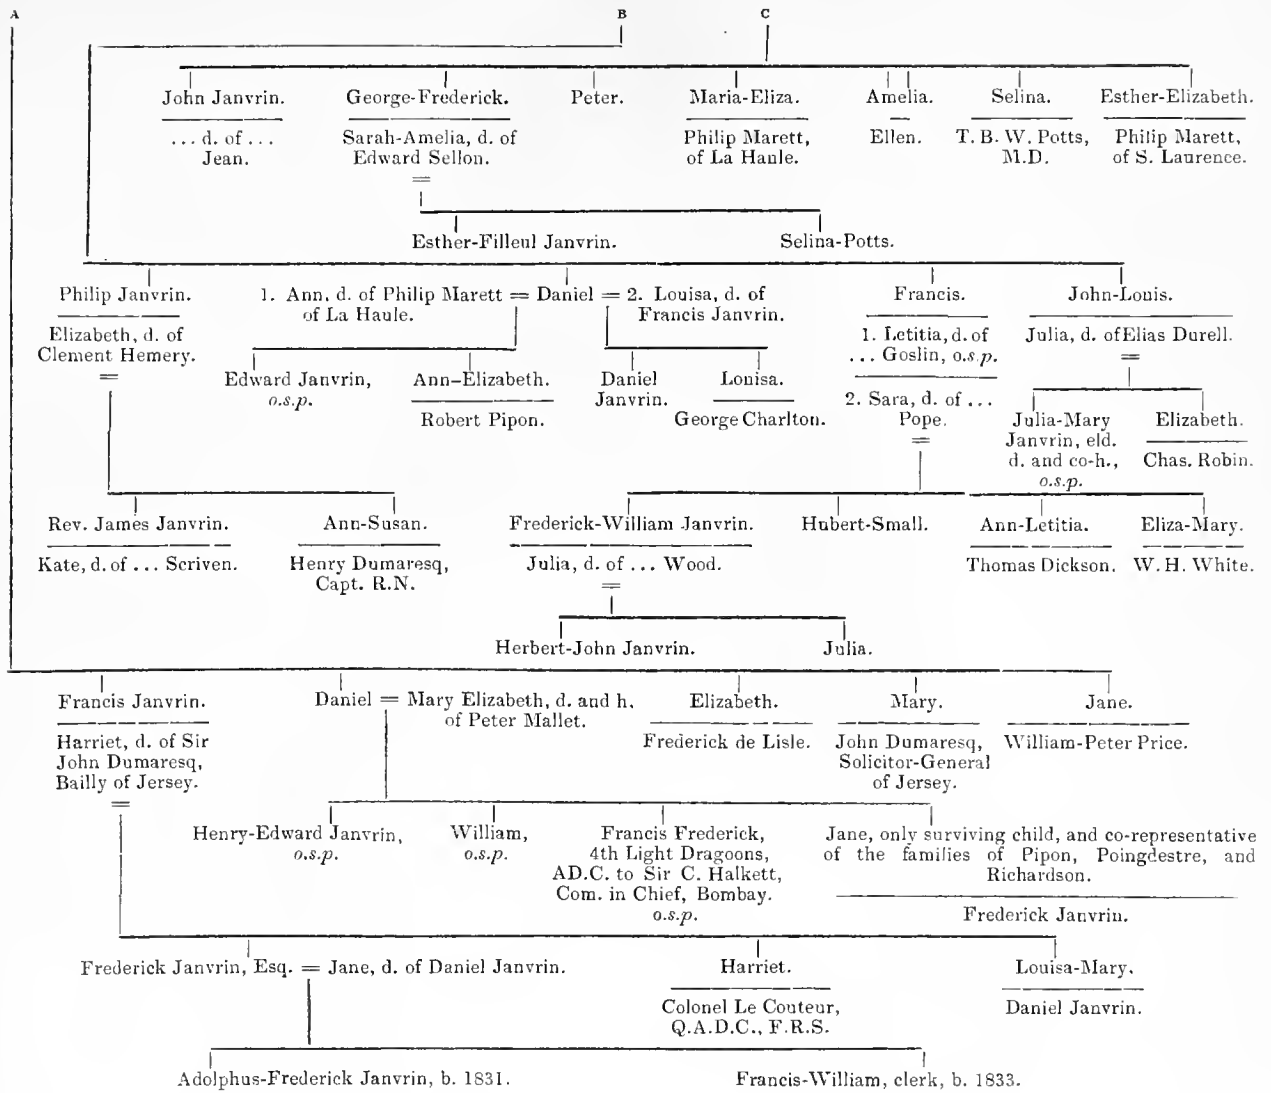 A
B
C
John Janvrin.
... d. of ...
Jean.
George-Frederick.
Sarah-Amelia, d. of
Edward Sellon.
Peter.
Maria-Eliza.
Philip Marett,
of La Haule.
Amelia.
Ellen.
Selina.
T. B. W. Potts,
M.D.
Esther-Elizabeth.
Philip Marett,
of S. Laurence.
=
Esther-Filleul Janvrin.
Selina-Potts.
Philip Janvrin.
Elizabeth, d. of
Clement Hemery.
=
1. Ann, d. of Philip Marett = Daniel = 2. Louisa, d. of
of La Haule.
Francis Janvrin.
Edward Janvrin,
o.s.p.
Ann-Elizabeth.
Robert Pipon.
Daniel
Janvrin.
Louisa.
George Charlton.
Francis.
1. Letitia, d. of
... Goslin, o.s.p.
2. Sara, d. of ...
Pope.
=
John-Louis.
Julia, d. of Elias Durell.
=
Julia-Mary
Janvrin, eld.
d. and co-h.,
o.s.p.
Elizabeth.
Chas. Robin.
Rev. James Janvrin.
Kate, d. of ... Scriven.
Ann-Susan.
Henry Dumaresq,
Capt. R.N.
Frederick-William Janvrin.
Julia, d. of ... Wood.
=
Hubert-Small.
Ann-Letitia.
Thomas Dickson.
Eliza-Mary.
W. H. White.
Herbert-John Janvrin.
Julia.
Francis Janvrin.
Harriet, d. of Sir
John Dumaresq,
Bailly of Jersey.
=
Daniel = Mary Elizabeth, d. and h.
of Peter Mallet.
Elizabeth.
Frederick de Lisle.
Mary.
John Dumaresq,
Solicitor-General
of Jersey.
Jane.
William-Peter Price.
Henry-Edward Janvrin,
o.s.p.
William,
o.s.p.
Francis Frederick,
4th Light Dragoons,
AD.C. to Sir C. Halkett,
Com. in Chief, Bombay.
o.s.p.
Jane, only surviving child, and co-representative
of the families of Pipon, Poingdestre, and
Richardson.
Frederick Janvrin.
Frederick Janvrin, Esq. = Jane, d. of Daniel Janvrin.
Harriet.
Colonel Le Couteur,
Q.A.D.C., F.R.S.
Louisa-Mary.
Daniel Janvrin.
Adolphus-Frederick Janvrin, b. 1831.
Francis-William, clerk, b. 1833.